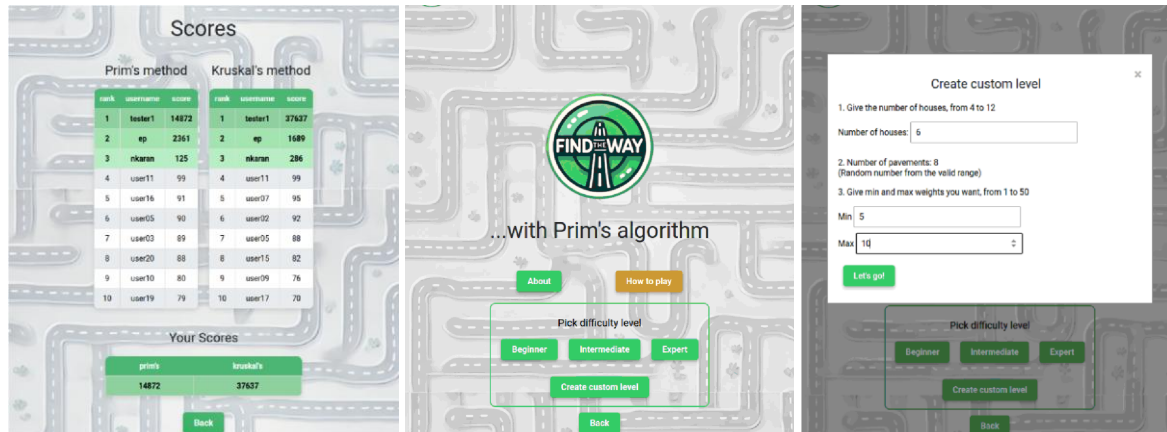 Scores
Prim's method Kruskal's method
rank username score rank username score
1 tester1 14872 1 tester1 37637
2 ep 2361 2 ep 1689
3 nkaran 125 3 nkaran 286
4 user11 99 4 user11 99
5 user16 91 5 user07 95
6 user05 90 6 user02 92
7 user03 89 7 user05 88
8 user20 88 8 user15 82
9 user10 80 9 user09 76
10 user19 79 10 user17 70
Your Scores
prim's kruskal's
14872 37637
Back
FIND THE WAY
...with Prim's algorithm
About How to play
Pick difficulty level
Beginner Intermediate Expert
Create custom level
Back
×
Create custom level
1. Give the number of houses, from 4 to 12
Number of houses: 6
2. Number of pavements: 8
(Random number from the valid range)
3. Give min and max weights you want, from 1 to 50
Min 5
Max 10
Let's go!
Pick difficulty level
Beginner Intermediate Expert
Create custom level
Back